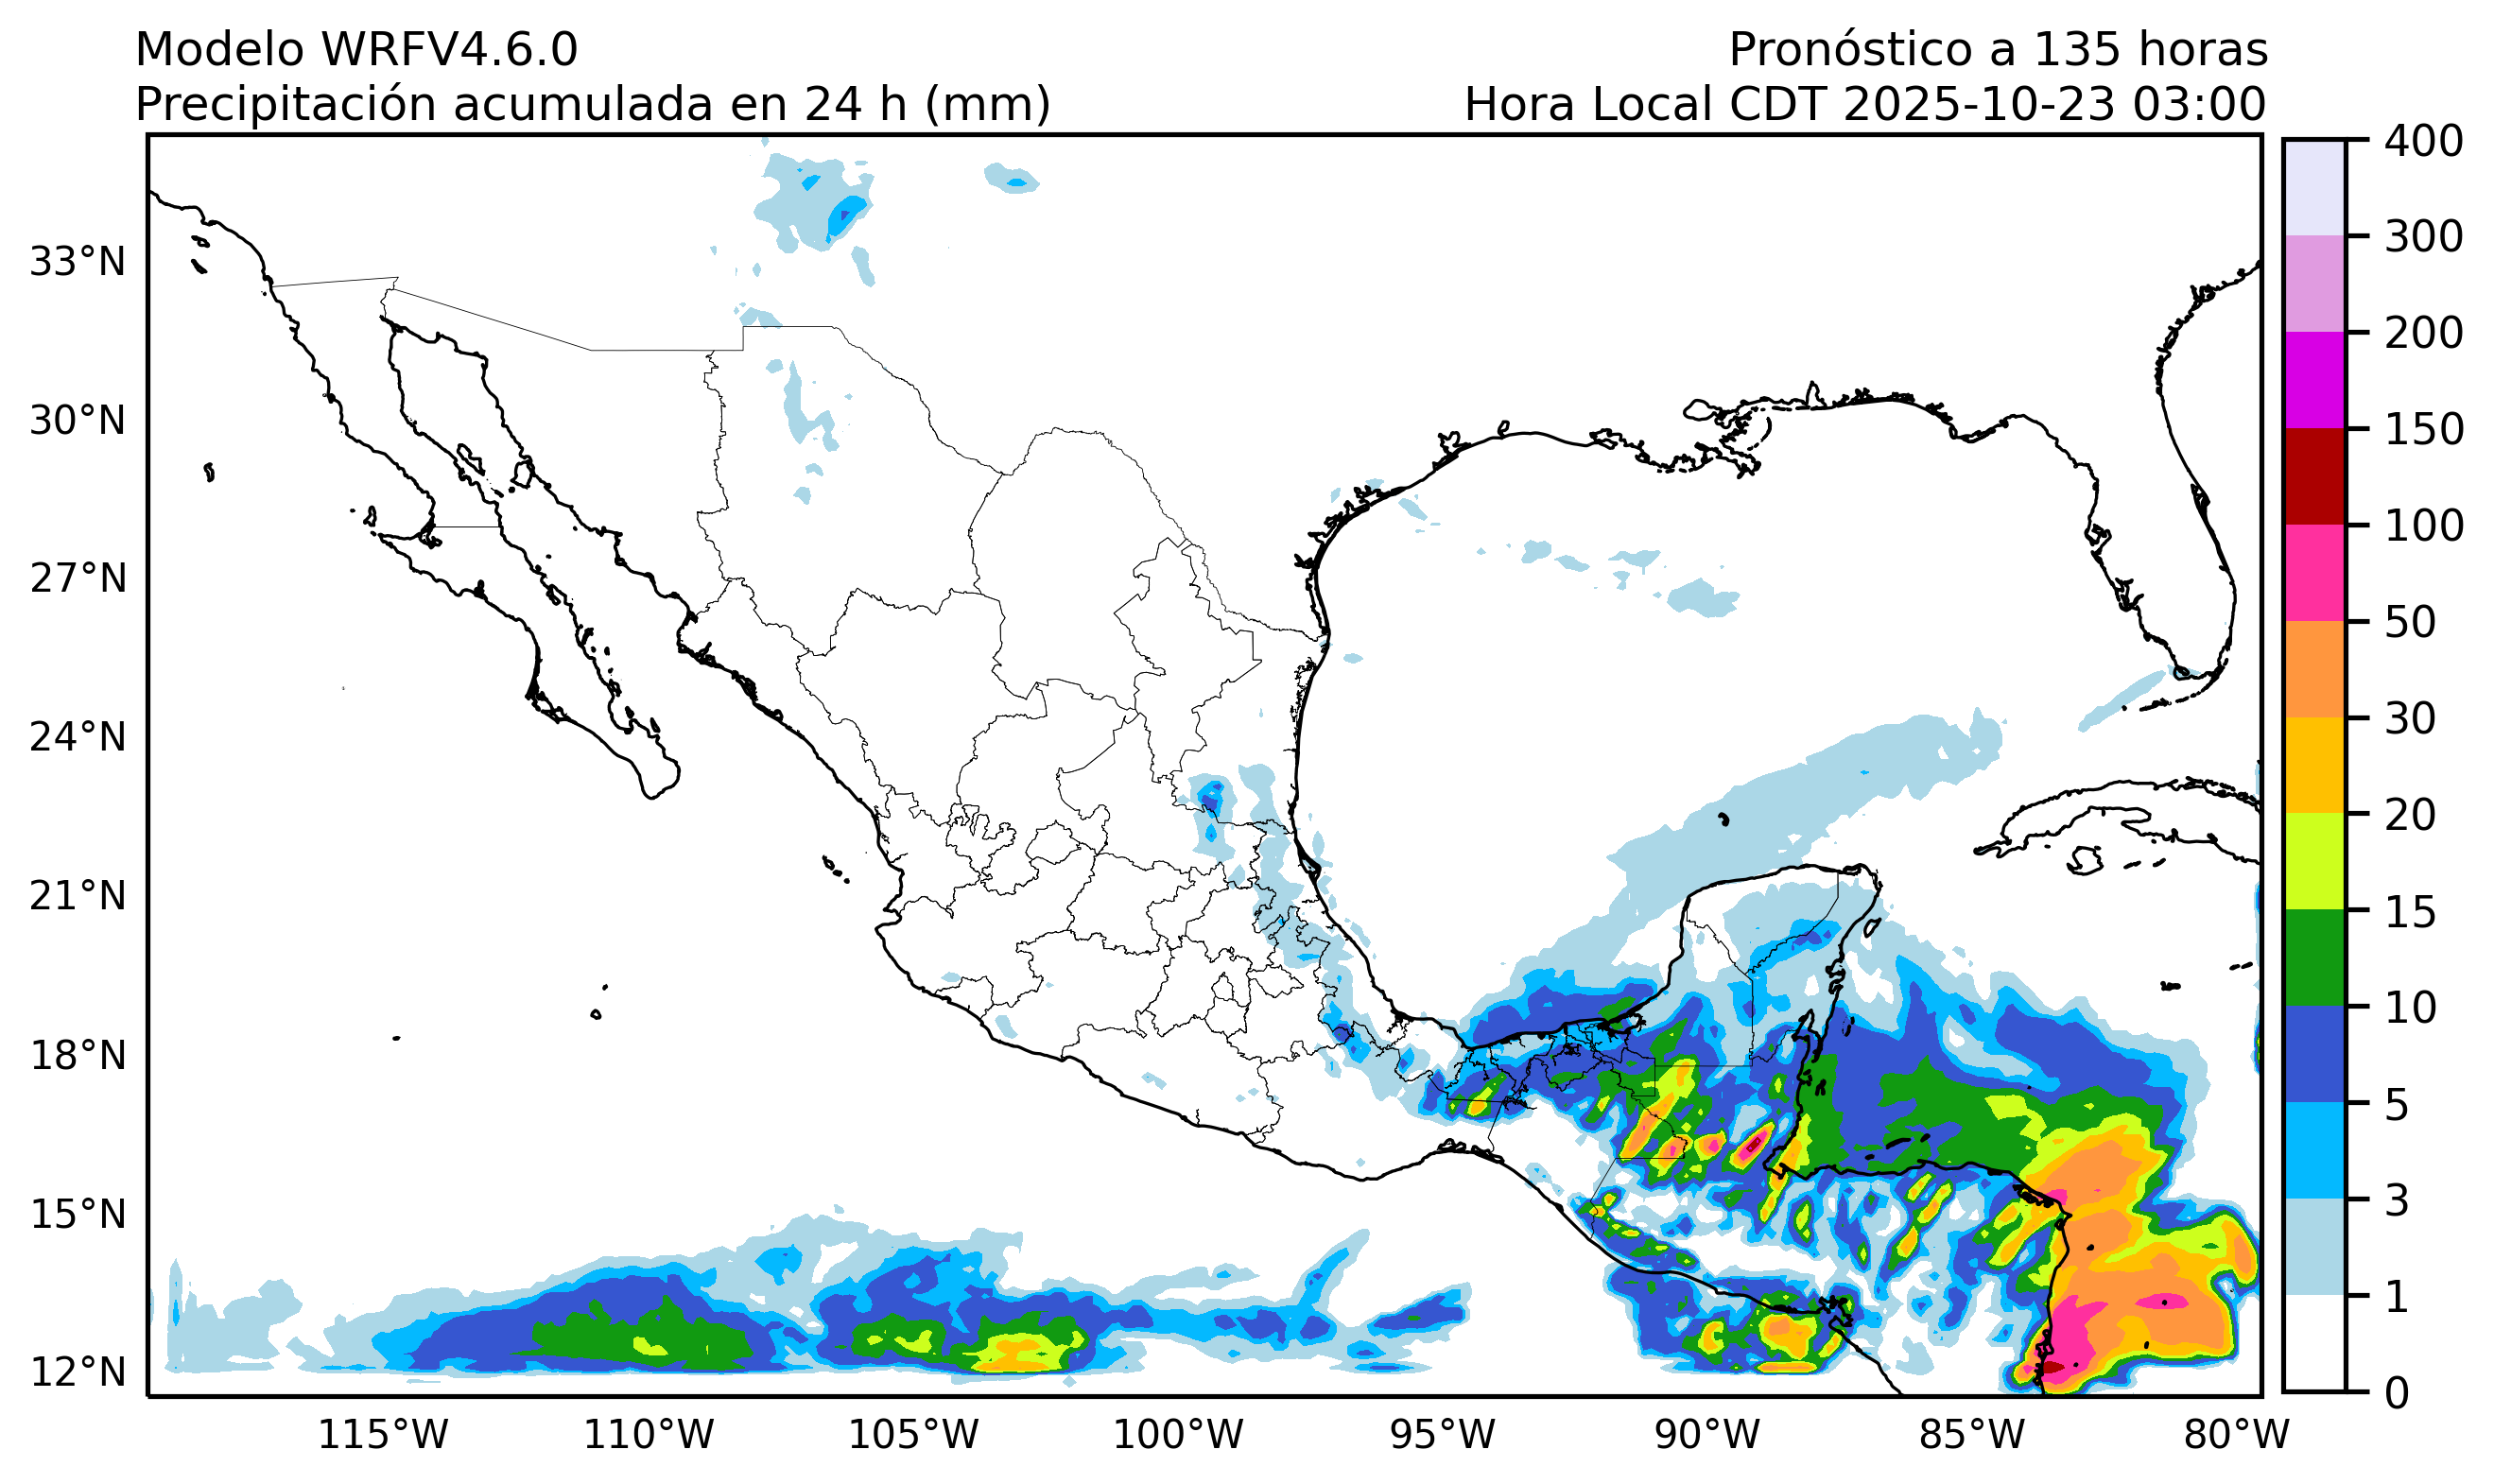 Modelo WRFV4.6.0
Pronóstico a 135 horas
Precipitación acumulada en 24 h (mm)
Hora Local CDT 2025-10-23 03:00
33°N
30°N
27°N
24°N
21°N
18°N
15°N
12°N
115°W
110°W
105°W
100°W
95°W
90°W
85°W
80°W
400
300
200
150
100
50
30
20
15
10
5
3
1
0